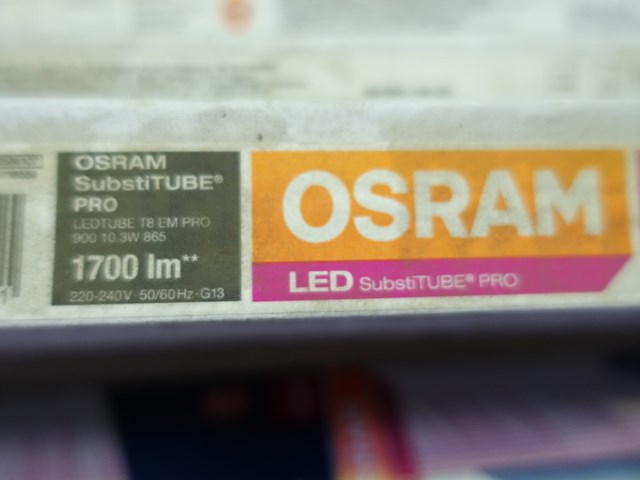 OSRAM
SubstiTUBE®
PRO
LEDTUBE T8 EM PRO
900 10.3W 865
1700 lm**
220-240V · 50/60Hz · G13
OSRAM
LED SubstiTUBE® PRO